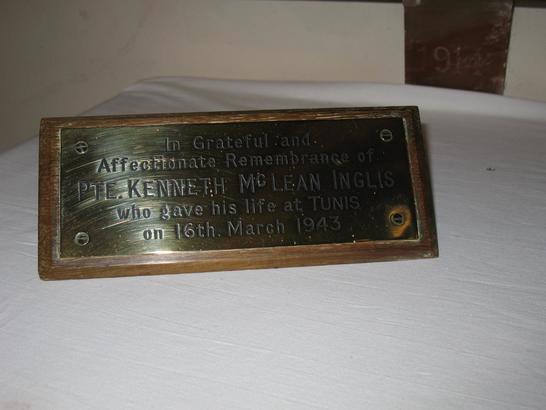 In Grateful and
Affectionate Remembrance of
PTE. KENNETH McLEAN INGLIS
who gave his life at TUNIS
on 16th. March 1943